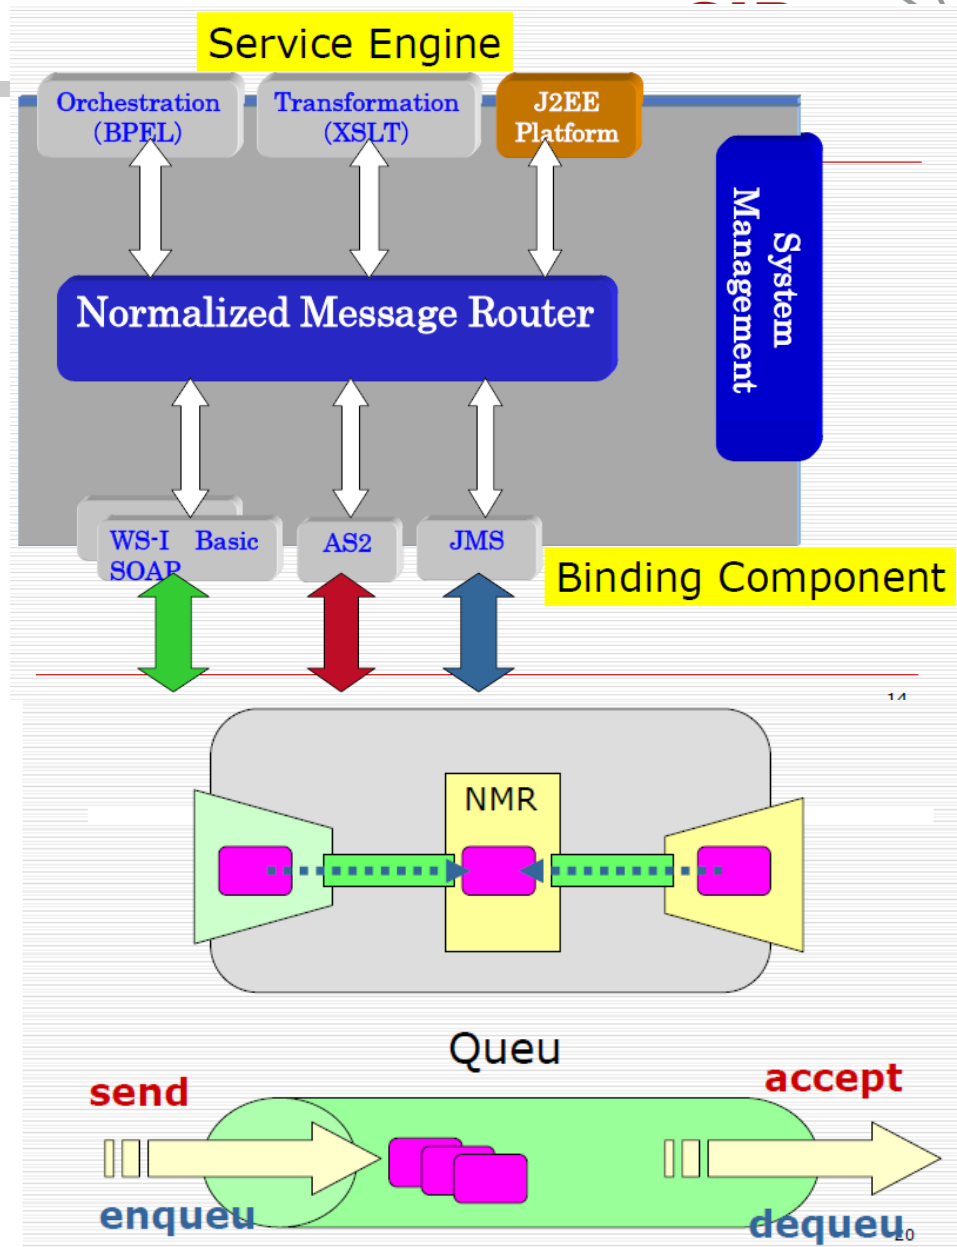 Service Engine
Orchestration
(BPEL)
Transformation
(XSLT)
J2EE
Platform
System
Management
Normalized Message Router
WS-I Basic
SOAP
AS2
JMS
Binding Component
14
NMR
Queu
send
accept
enqueu
dequeu
20